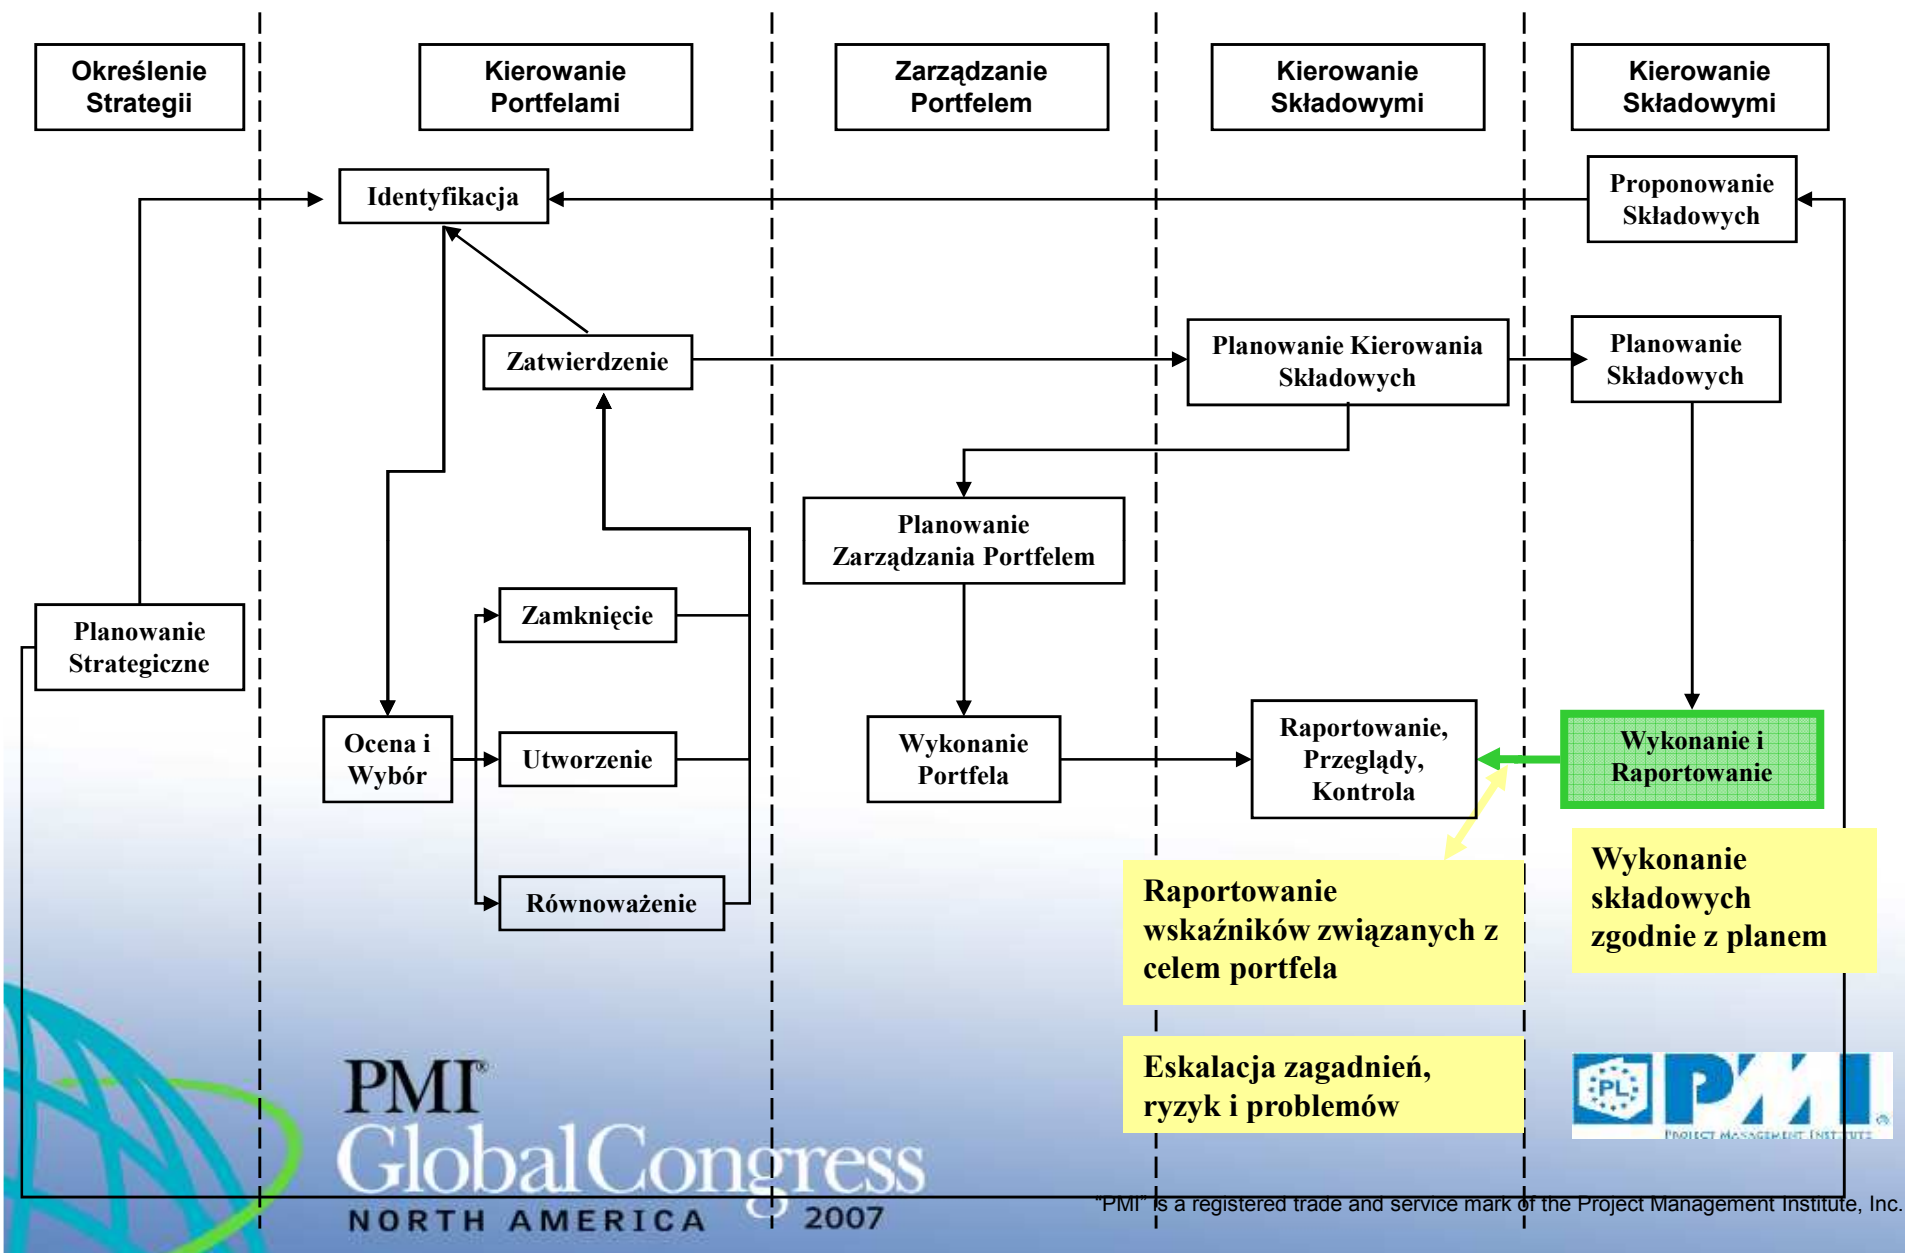 Określenie
Strategii
Kierowanie
Portfelami
Zarządzanie
Portfelem
Kierowanie
Składowymi
Kierowanie
Składowymi
Identyfikacja
Proponowanie
Składowych
Zatwierdzenie
Planowanie Kierowania
Składowych
Planowanie
Składowych
Planowanie
Zarządzania Portfelem
Zamknięcie
Planowanie
Strategiczne
Ocena i
Wybór
Utworzenie
Wykonanie
Portfela
Raportowanie,
Przeglądy,
Kontrola
Wykonanie i
Raportowanie
Równoważenie
Raportowanie
wskaźników związanych z
celem portfela
Wykonanie
składowych
zgodnie z planem
Eskalacja zagadnień,
ryzyk i problemów
PMI®
GlobalCongress
NORTH AMERICA 2007
PL
PMI®
PROJECT MANAGEMENT INSTITUTE
"PMI" is a registered trade and service mark of the Project Management Institute, Inc.